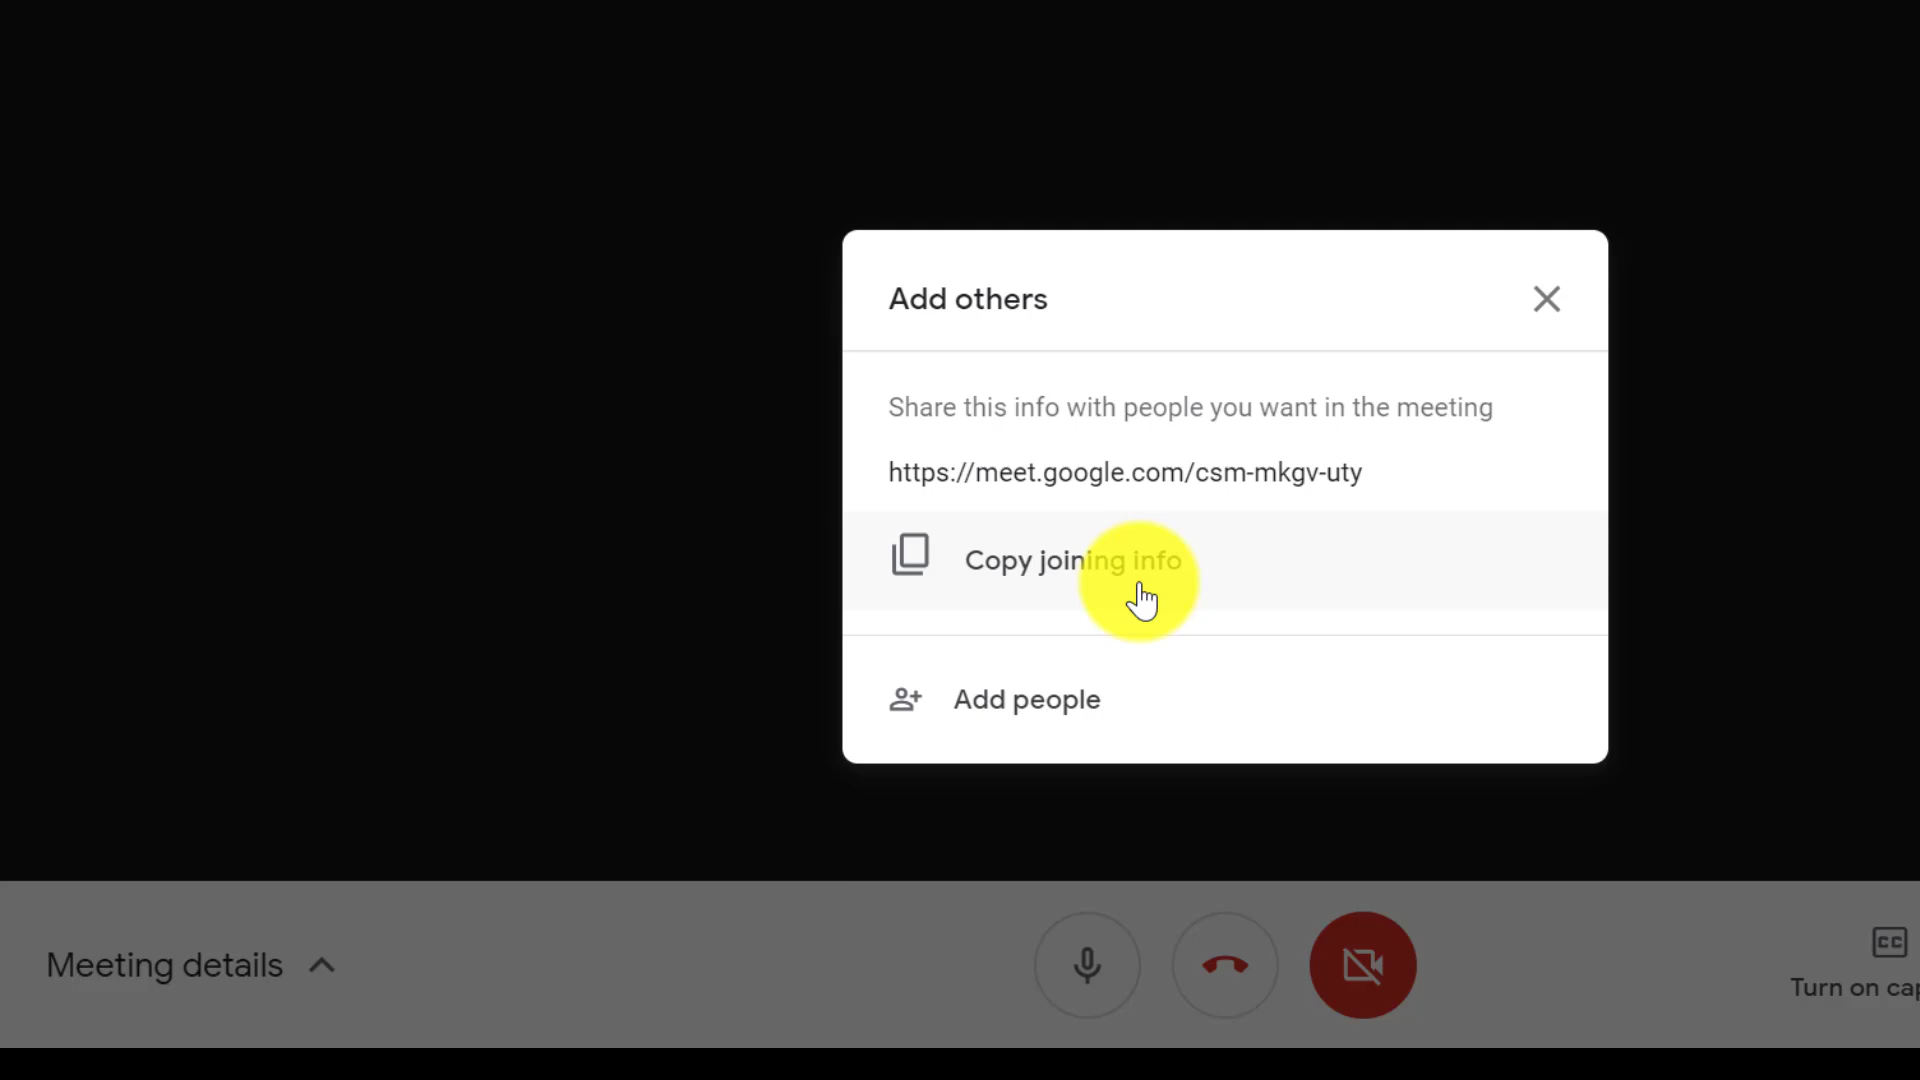 Add others
Share this info with people you want in the meeting
https://meet.google.com/csm-mkgv-uty
Copy joining info
Add people
Meeting details
CC
Turn on cap